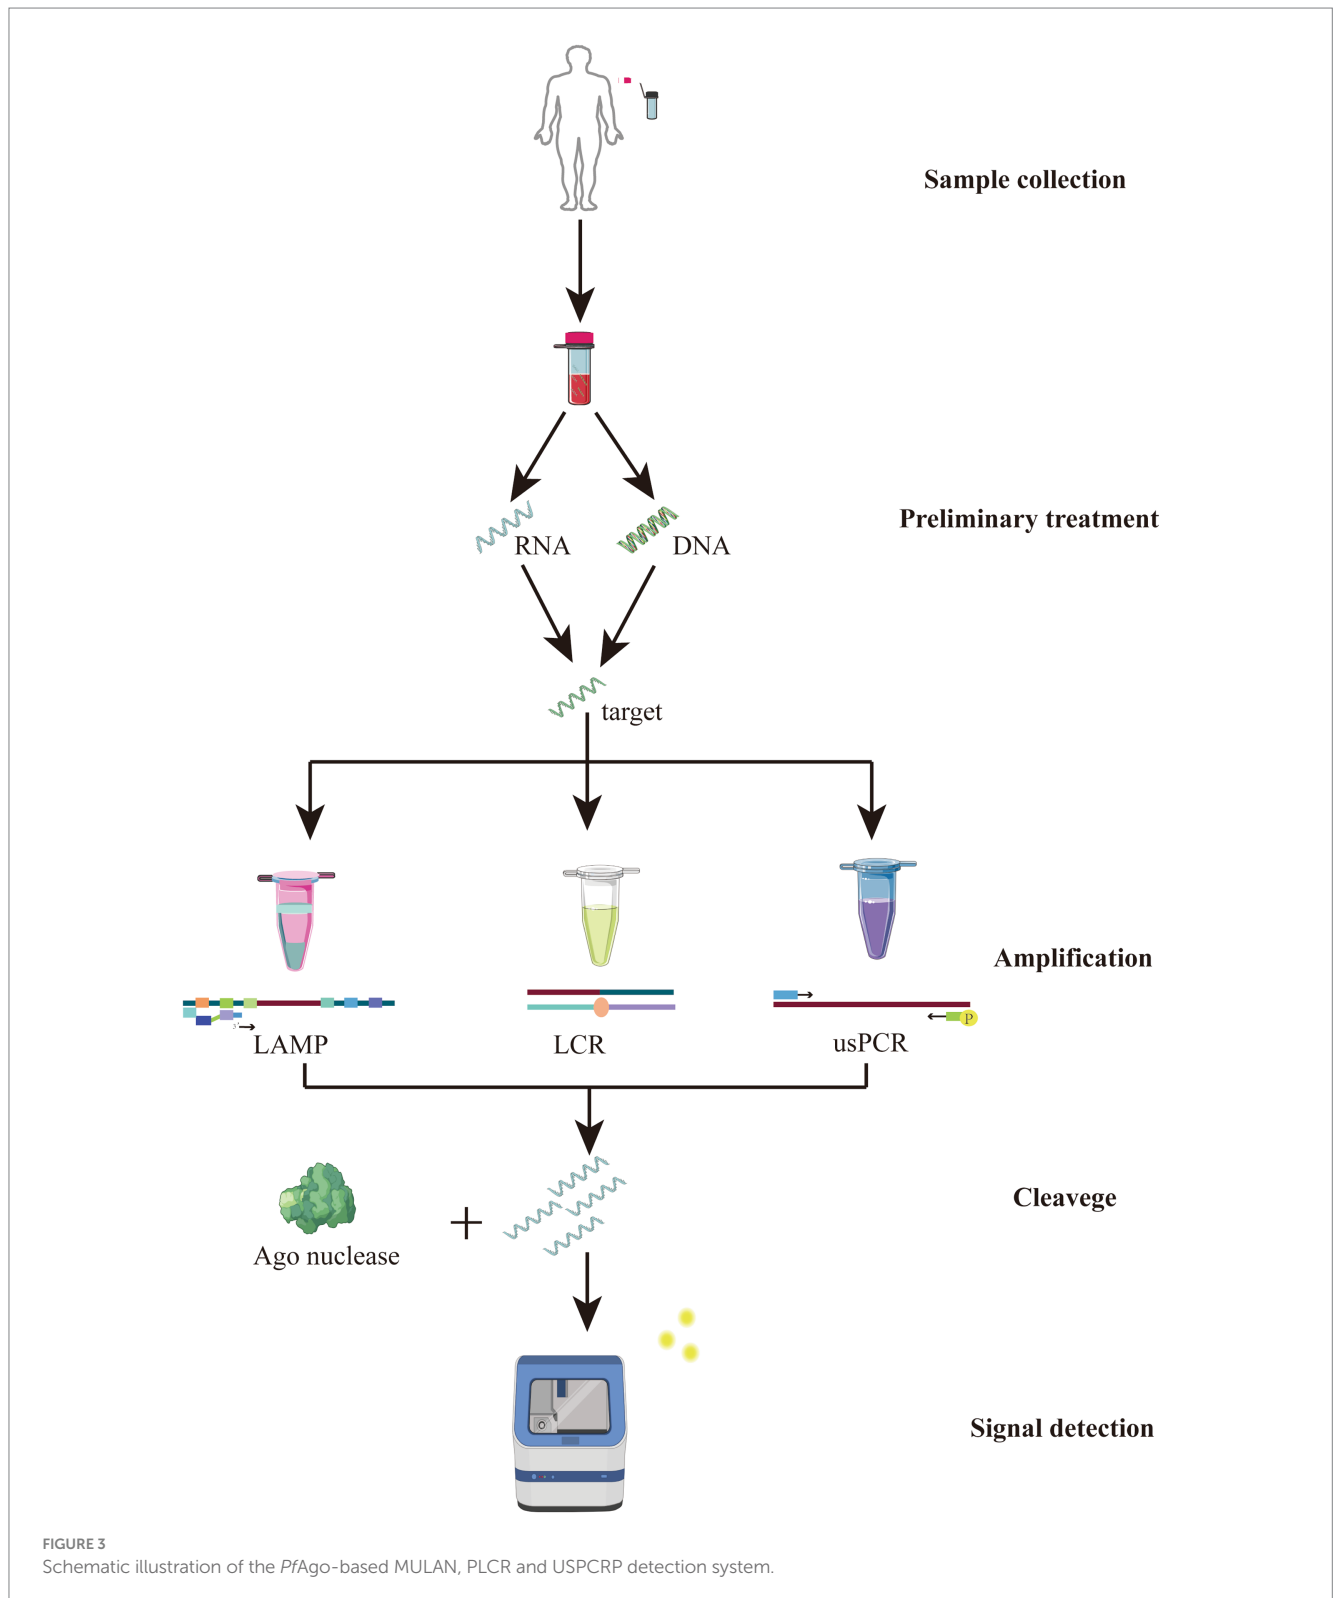 Sample collection
RNA
DNA
Preliminary treatment
target
Amplification
P
3'
LAMP
LCR
usPCR
Cleavege
Ago nuclease
+
Signal detection
FIGURE 3
Schematic illustration of the PfAgo-based MULAN, PLCR and USPCRP detection system.